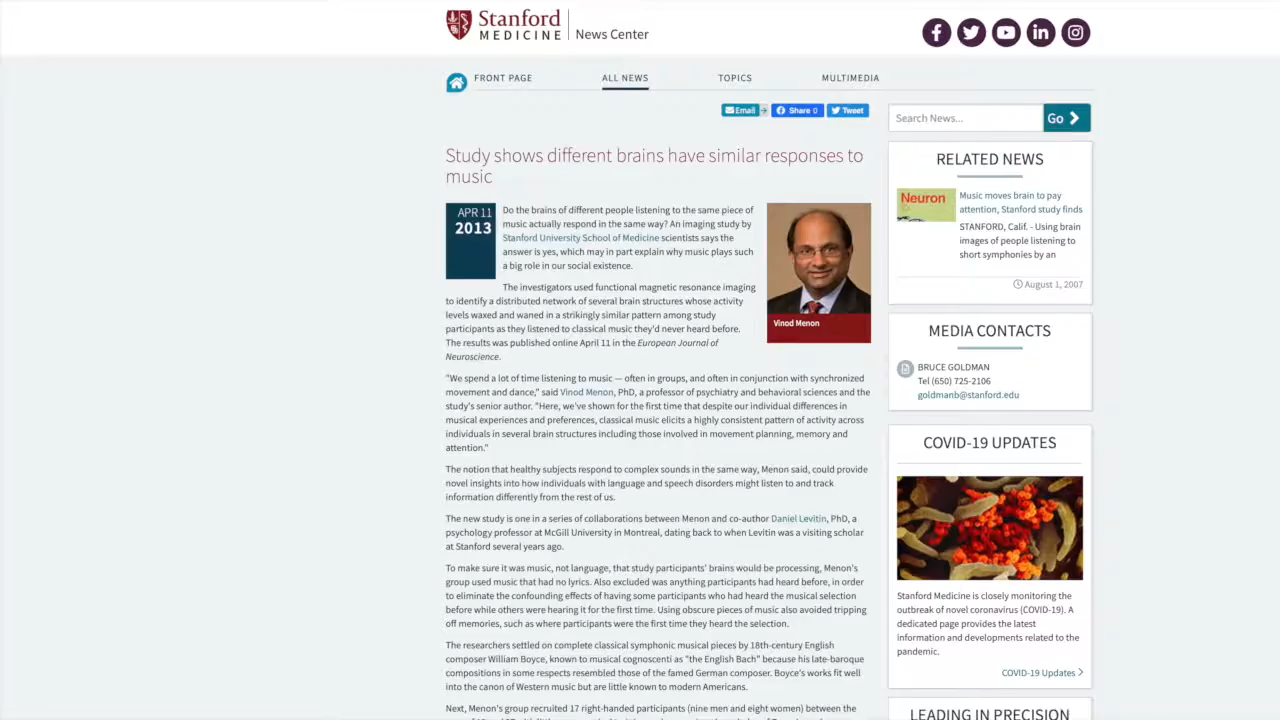 Stanford
MEDICINE
News Center
FRONT PAGE
ALL NEWS
TOPICS
MULTIMEDIA
Email
Share 0
Tweet
Search News...
Go
Study shows different brains have similar responses to
music
APR 11
2013
Do the brains of different people listening to the same piece of
music actually respond in the same way? An imaging study by
Stanford University School of Medicine scientists says the
answer is yes, which may in part explain why music plays such
a big role in our social existence.
The investigators used functional magnetic resonance imaging
to identify a distributed network of several brain structures whose activity
levels waxed and waned in a strikingly similar pattern among study
participants as they listened to classical music they'd never heard before.
The results was published online April 11 in the European Journal of
Neuroscience.
Vinod Menon
"We spend a lot of time listening to music — often in groups, and often in conjunction with synchronized
movement and dance," said Vinod Menon, PhD, a professor of psychiatry and behavioral sciences and the
study's senior author. "Here, we've shown for the first time that despite our individual differences in
musical experiences and preferences, classical music elicits a highly consistent pattern of activity across
individuals in several brain structures including those involved in movement planning, memory and
attention."
The notion that healthy subjects respond to complex sounds in the same way, Menon said, could provide
novel insights into how individuals with language and speech disorders might listen to and track
information differently from the rest of us.
The new study is one in a series of collaborations between Menon and co-author Daniel Levitin, PhD, a
psychology professor at McGill University in Montreal, dating back to when Levitin was a visiting scholar
at Stanford several years ago.
To make sure it was music, not language, that study participants' brains would be processing, Menon's
group used music that had no lyrics. Also excluded was anything participants had heard before, in order
to eliminate the confounding effects of having some participants who had heard the musical selection
before while others were hearing it for the first time. Using obscure pieces of music also avoided tripping
off memories, such as where participants were the first time they heard the selection.
The researchers settled on complete classical symphonic musical pieces by 18th-century English
composer William Boyce, known to musical cognoscenti as "the English Bach" because his late-baroque
compositions in some respects resembled those of the famed German composer. Boyce's works fit well
into the canon of Western music but are little known to modern Americans.
Next, Menon's group recruited 17 right-handed participants (nine men and eight women) between the
RELATED NEWS
Neuron
Music moves brain to pay
attention, Stanford study finds
STANFORD, Calif. - Using brain
images of people listening to
short symphonies by an
August 1, 2007
MEDIA CONTACTS
BRUCE GOLDMAN
Tel (650) 725-2106
goldmanb@stanford.edu
COVID-19 UPDATES
Stanford Medicine is closely monitoring the
outbreak of novel coronavirus (COVID-19). A
dedicated page provides the latest
information and developments related to the
pandemic.
COVID-19 Updates
LEADING IN PRECISION